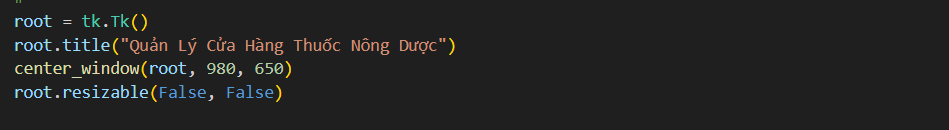 root = tk.Tk()
root.title("Quản Lý Cửa Hàng Thuốc Nông Dược")
center_window(root, 980, 650)
root.resizable(False, False)